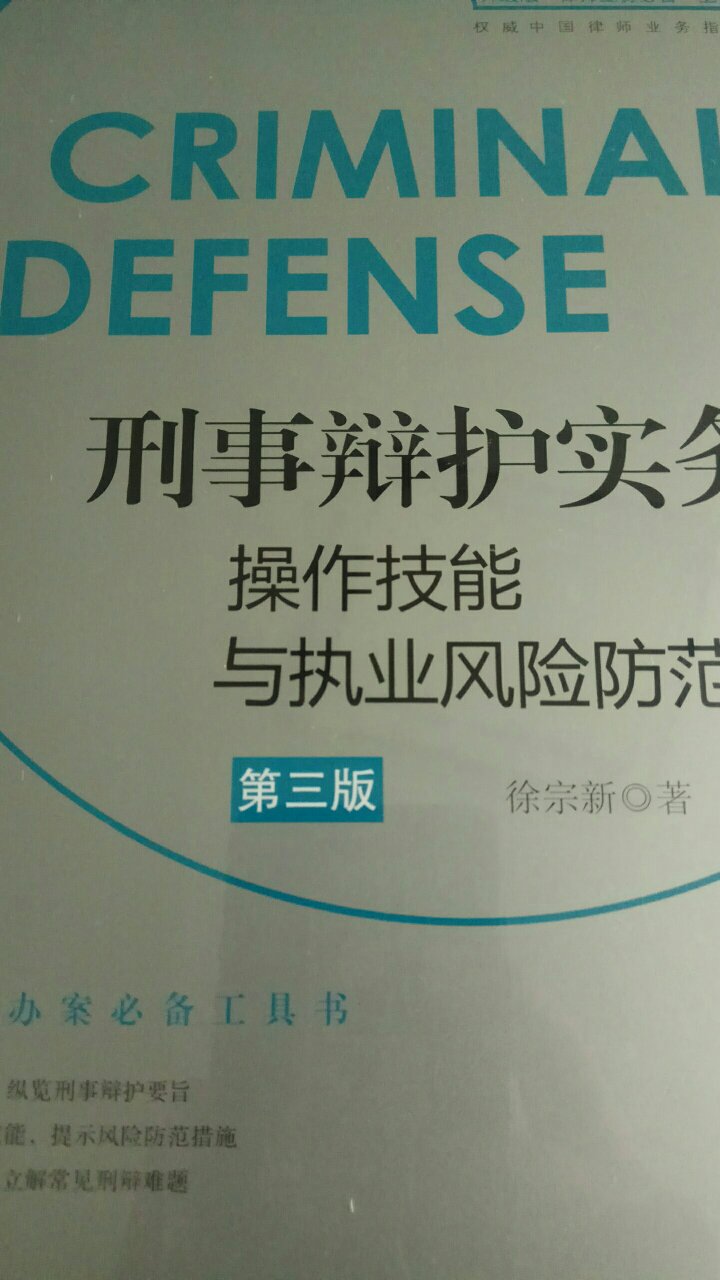 权威中国律师业务指
CRIMINAL
DEFENSE
刑事辩护实务
操作技能
与执业风险防范
第三版
徐宗新◎著
办案必备工具书
纵览刑事辩护要旨
能，提示风险防范措施
立解常见刑辩难题